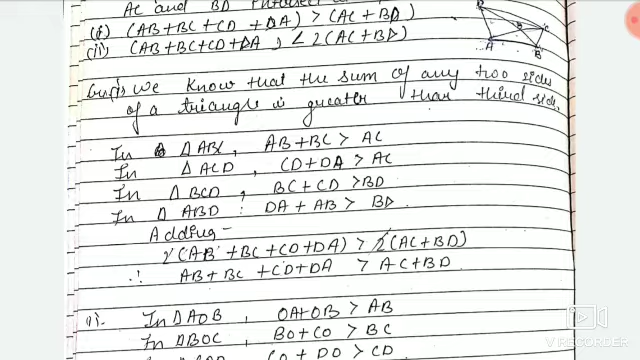 AC and BD intersect
(i) (AB+BC+CD +DA) > (AC+BD)
(ii) (AB+BC+CD+DA) < 2(AC+BD)
D
C
A
B
(i) We Know that the sum of any two sides
of a triangle is greater than third side.
In ΔABC, AB+BC > AC
In ΔACD, CD+DA > AC
In ΔBCD, BC+CD >BD
In ΔABD: DA+AB > BD
Adding-
2(AB+BC+CD+DA) > 2(AC+BD)
∴ AB+BC +CD+DA > AC+BD
ii. In ΔAOB, OA+OB > AB
In ΔBOC, BO+CO > BC
CO + DO > CD
V RECORDER